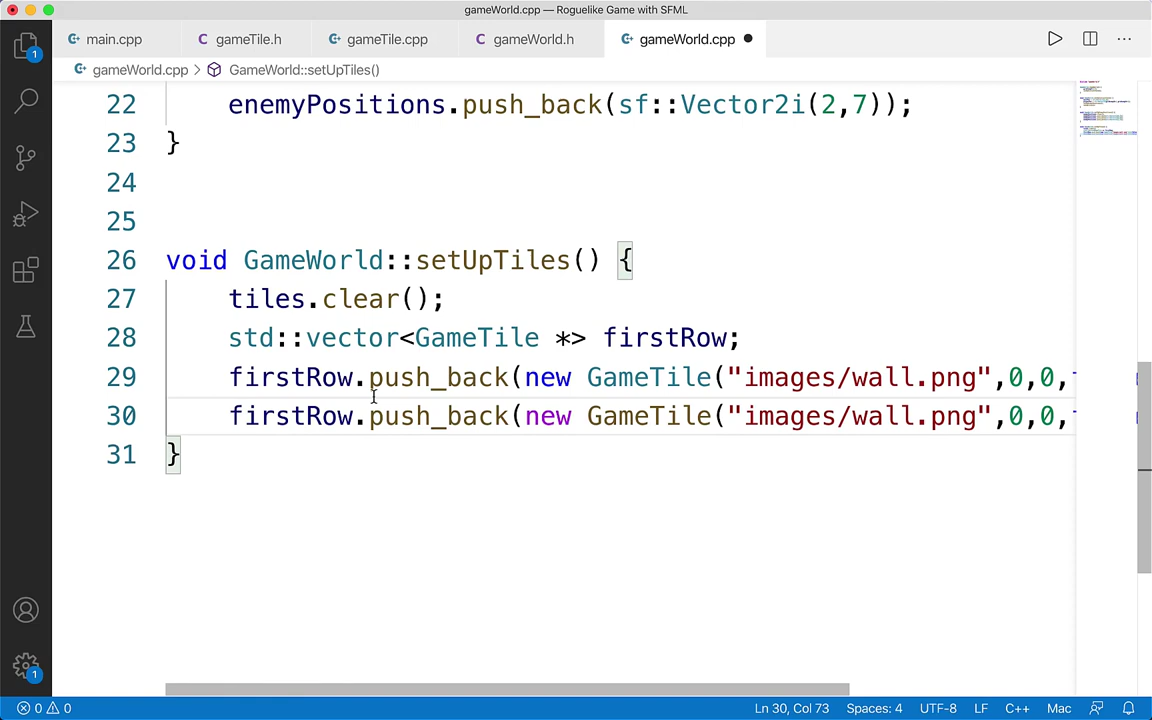 gameWorld.cpp — Roguelike Game with SFML
main.cpp gameTile.h gameTile.cpp gameWorld.h gameWorld.cpp
gameWorld.cpp > GameWorld::setUpTiles()
22 enemyPositions.push_back(sf::Vector2i(2,7));
23 }
24
25
26 void GameWorld::setUpTiles() {
27 tiles.clear();
28 std::vector<GameTile *> firstRow;
29 firstRow.push_back(new GameTile("images/wall.png",0,0,
30 firstRow.push_back(new GameTile("images/wall.png",0,0,
31 }
1
1
0 0 Ln 30, Col 73 Spaces: 4 UTF-8 LF C++ Mac